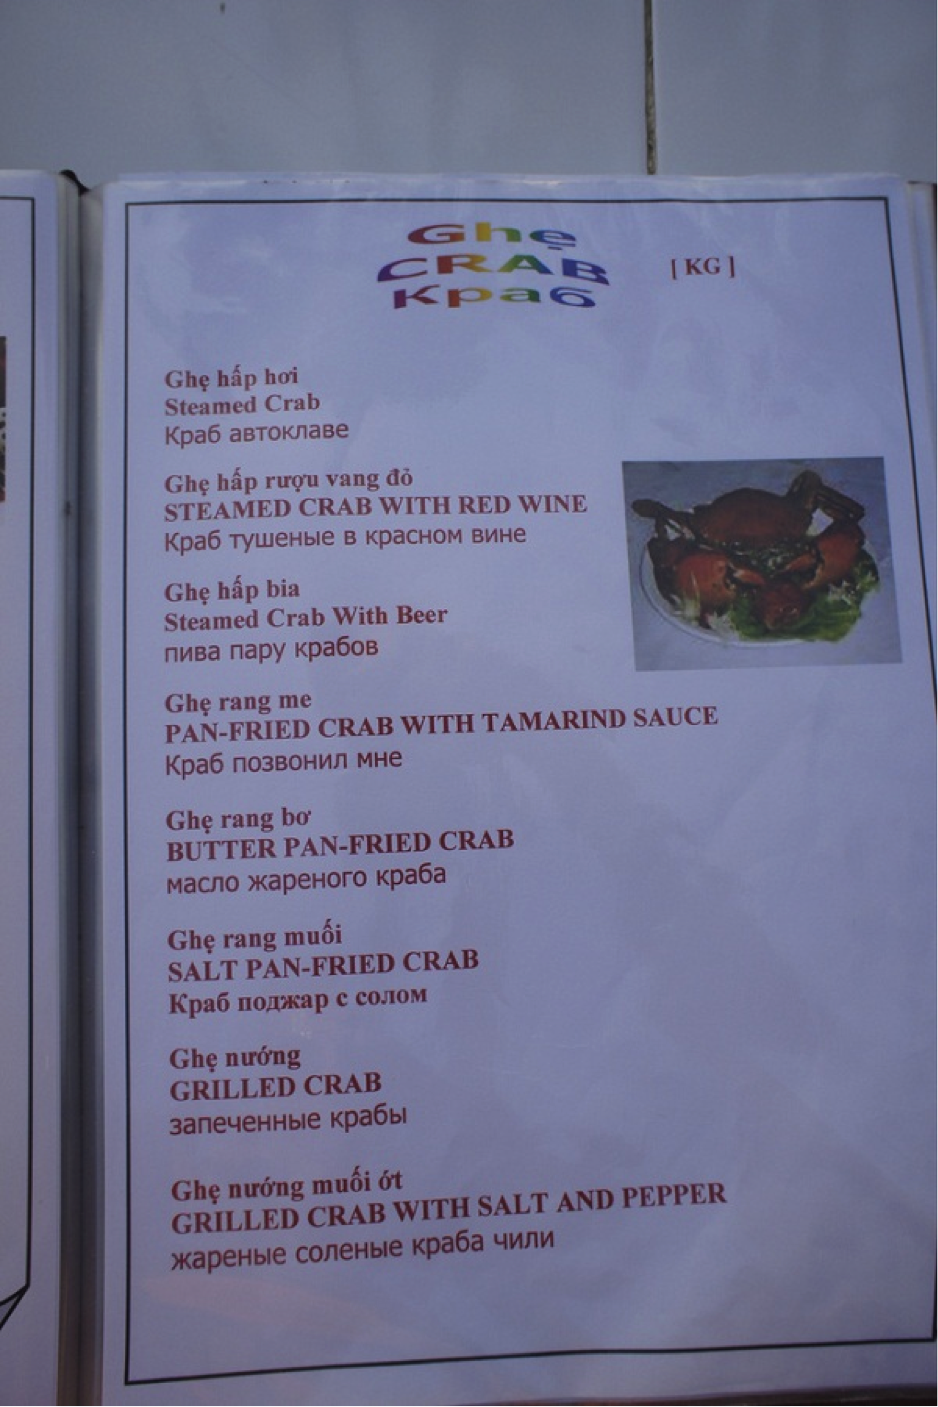 Ghẹ
CRAB
Краб
[ KG ]
Ghẹ hấp hơi
Steamed Crab
Краб автоклаве
Ghẹ hấp rượu vang đỏ
STEAMED CRAB WITH RED WINE
Краб тушеные в красном вине
Ghẹ hấp bia
Steamed Crab With Beer
пива пару крабов
Ghẹ rang me
PAN-FRIED CRAB WITH TAMARIND SAUCE
Краб позвонил мне
Ghẹ rang bơ
BUTTER PAN-FRIED CRAB
масло жареного краба
Ghẹ rang muối
SALT PAN-FRIED CRAB
Краб поджар с солом
Ghẹ nướng
GRILLED CRAB
запеченные крабы
Ghẹ nướng muối ớt
GRILLED CRAB WITH SALT AND PEPPER
жареные соленые краба чили